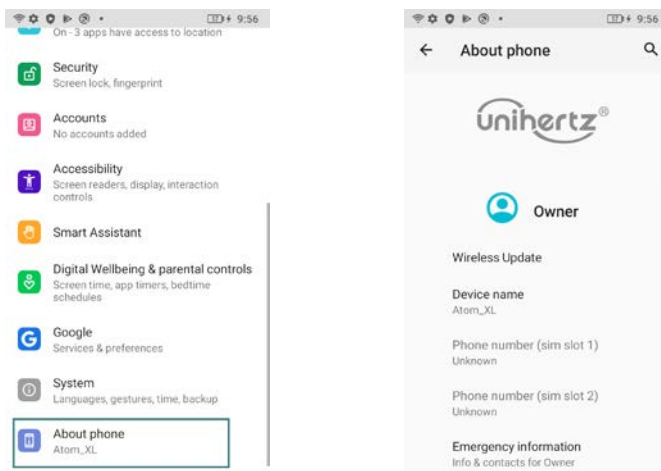 9:56
On - 3 apps have access to location
Security
Screen lock, fingerprint
Accounts
No accounts added
Accessibility
Screen readers, display, interaction
controls
Smart Assistant
Digital Wellbeing & parental controls
Screen time, app timers, bedtime
schedules
Google
Services & preferences
System
Languages, gestures, time, backup
About phone
Atom_XL
9:56
About phone
unihertz®
Owner
Wireless Update
Device name
Atom_XL
Phone number (sim slot 1)
Unknown
Phone number (sim slot 2)
Unknown
Emergency information
Info & contacts for Owner